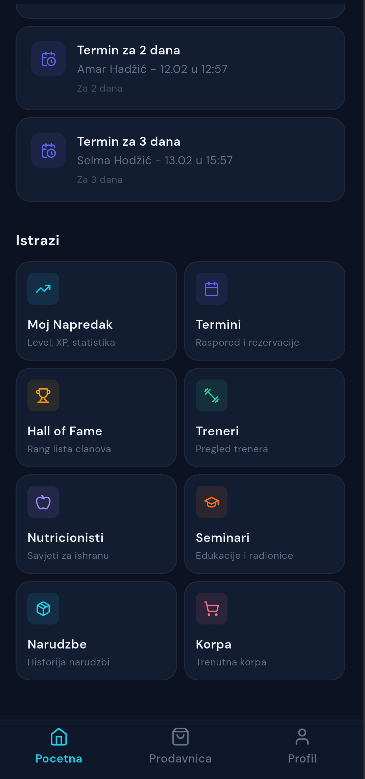 Termin za 2 dana
Amar Hadžić - 12.02 u 12:57
Za 2 dana
Termin za 3 dana
Selma Hodžić - 13.02 u 15:57
Za 3 dana
Istrazi
Moj Napredak
Level, XP, statistika
Termini
Raspored i rezervacije
Hall of Fame
Rang lista clanova
Treneri
Pregled trenera
Nutricionisti
Savjeti za ishranu
Seminari
Edukacije i radionice
Narudzbe
Historija narudzbi
Korpa
Trenutna korpa
Pocetna
Prodavnica
Profil